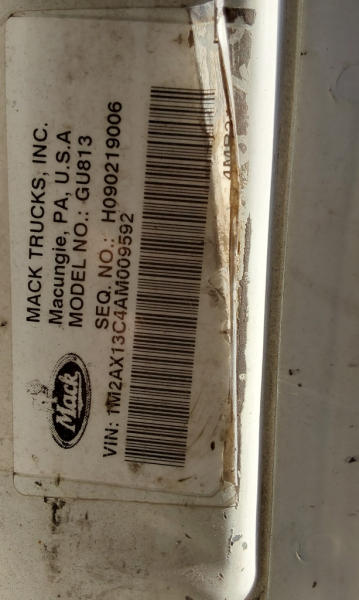 MACK TRUCKS, INC.
Macungie, PA, U.S.A
MODEL NO.: GU813
SEQ. NO.: H090219006
VIN: 1M2AX13C4AM009592
Mack